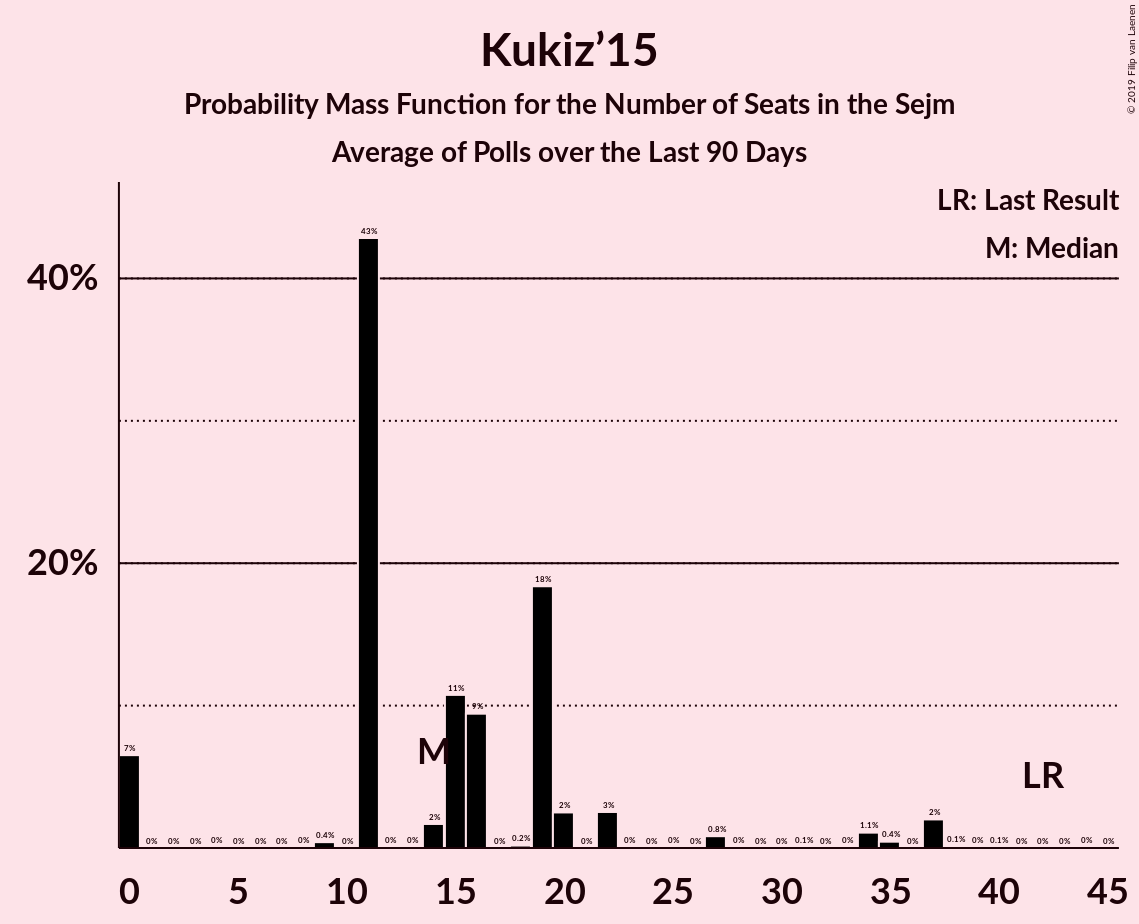 Kukiz’15
Probability Mass Function for the Number of Seats in the Sejm
Average of Polls over the Last 90 Days
© 2019 Filip van Laenen
LR: Last Result
M: Median
40%
20%
7% 0% 0% 0% 0% 0% 0% 0% 0% 0.4% 0% 43% 0% 0% 2% 11% 9% 0% 0.2% 18% 2% 0% 3% 0% 0% 0% 0% 0.8% 0% 0% 0% 0.1% 0% 0% 1.1% 0.4% 0% 2% 0.1% 0% 0.1% 0% 0% 0% 0% 0%
M
LR
0 5 10 15 20 25 30 35 40 45